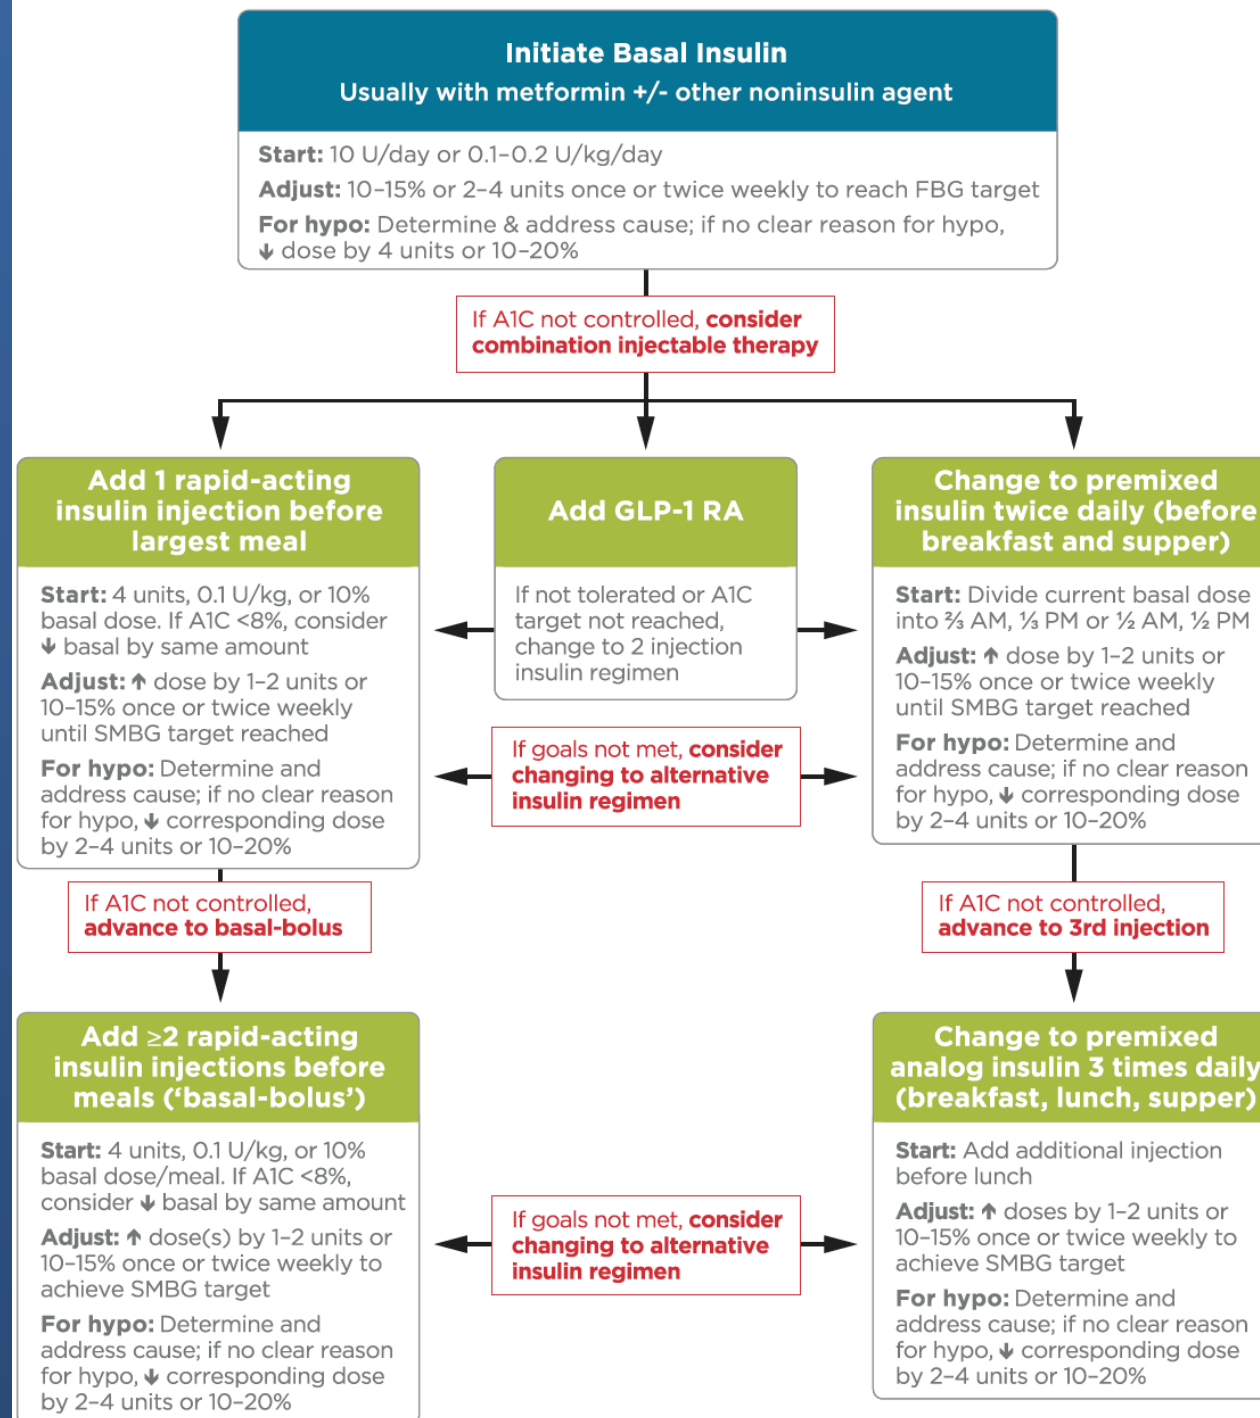 Initiate Basal Insulin
Usually with metformin +/- other noninsulin agent
Start: 10 U/day or 0.1–0.2 U/kg/day
Adjust: 10–15% or 2–4 units once or twice weekly to reach FBG target
For hypo: Determine & address cause; if no clear reason for hypo,
↓ dose by 4 units or 10–20%
If A1C not controlled, consider
combination injectable therapy
Add 1 rapid-acting
insulin injection before
largest meal
Start: 4 units, 0.1 U/kg, or 10%
basal dose. If A1C <8%, consider
↓ basal by same amount
Adjust: ↑ dose by 1–2 units or
10–15% once or twice weekly
until SMBG target reached
For hypo: Determine and
address cause; if no clear reason
for hypo, ↓ corresponding dose
by 2–4 units or 10–20%
Add GLP-1 RA
If not tolerated or A1C
target not reached,
change to 2 injection
insulin regimen
Change to premixed
insulin twice daily (before
breakfast and supper)
Start: Divide current basal dose
into ⅔ AM, ⅓ PM or ½ AM, ½ PM
Adjust: ↑ dose by 1–2 units or
10–15% once or twice weekly
until SMBG target reached
For hypo: Determine and
address cause; if no clear reason
for hypo, ↓ corresponding dose
by 2–4 units or 10–20%
If goals not met, consider
changing to alternative
insulin regimen
If A1C not controlled,
advance to basal-bolus
If A1C not controlled,
advance to 3rd injection
Add ≥2 rapid-acting
insulin injections before
meals (‘basal-bolus’)
Start: 4 units, 0.1 U/kg, or 10%
basal dose/meal. If A1C <8%,
consider ↓ basal by same amount
Adjust: ↑ dose(s) by 1–2 units or
10–15% once or twice weekly to
achieve SMBG target
For hypo: Determine and
address cause; if no clear reason
for hypo, ↓ corresponding dose
by 2–4 units or 10–20%
If goals not met, consider
changing to alternative
insulin regimen
Change to premixed
analog insulin 3 times daily
(breakfast, lunch, supper)
Start: Add additional injection
before lunch
Adjust: ↑ doses by 1–2 units or
10–15% once or twice weekly to
achieve SMBG target
For hypo: Determine and
address cause; if no clear reason
for hypo, ↓ corresponding dose
by 2–4 units or 10–20%